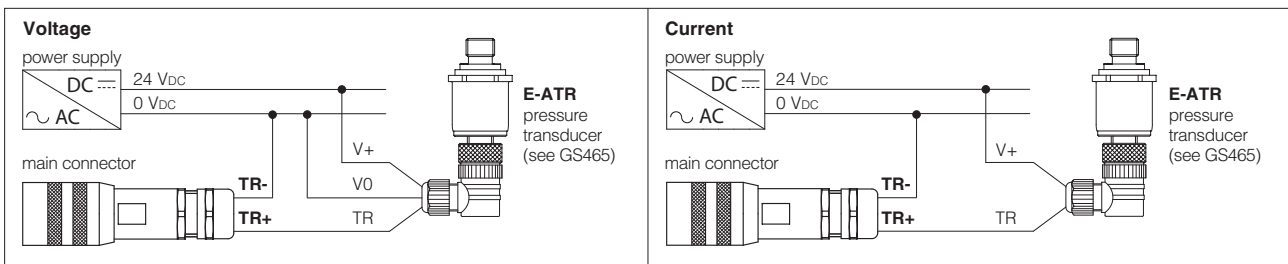 Voltage
power supply
DC
AC
24 VDC
0 VDC
E-ATR
pressure
transducer
(see GS465)
main connector
V+
TR-
V0
TR+
TR
Current
power supply
DC
AC
24 VDC
0 VDC
E-ATR
pressure
transducer
(see GS465)
main connector
V+
TR-
TR+
TR